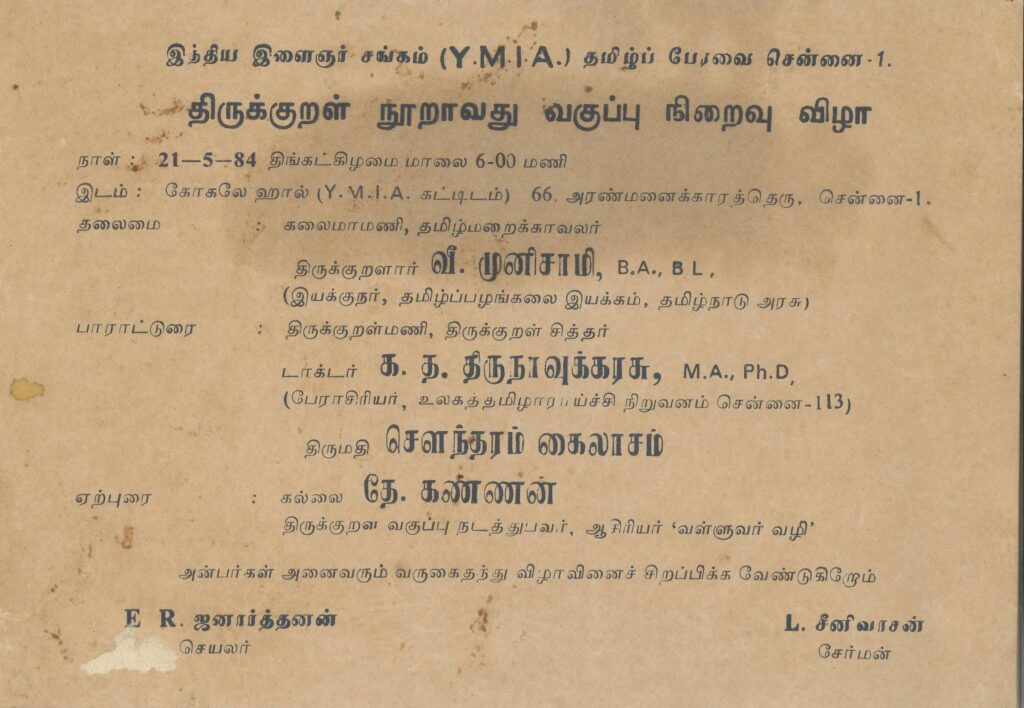 இந்திய இளைஞர் சங்கம் (Y.M.I.A.) தமிழ்ப் பேரவை சென்னை-1.
திருக்குறள் நூறாவது வகுப்பு நிறைவு விழா
நாள் : 21—5—84 திங்கட்கிழமை மாலை 6-00 மணி
இடம் : கோகலே ஹால் (Y.M.I.A. கட்டிடம்) 66. அரண்மனைக்காரத்தெரு, சென்னை-1.
தலைமை : கலைமாமணி, தமிழ்மறைக்காவலர்
திருக்குறளார் வீ. முனிசாமி, B.A., B L,
(இயக்குநர், தமிழ்ப்பழங்கலை இயக்கம், தமிழ்நாடு அரசு)
பாராட்டுரை : திருக்குறள்மணி, திருக்குறள் சித்தர்
டாக்டர் க. த. திருநாவுக்கரசு, M.A., Ph.D,
(பேராசிரியர், உலகத்தமிழாராய்ச்சி நிறுவனம் சென்னை-113)
திருமதி சௌந்தரம் கைலாசம்
ஏற்புரை : கல்லை தே. கண்ணன்
திருக்குறள் வகுப்பு நடத்துபவர், ஆசிரியர் ‘வள்ளுவர் வழி’
அன்பர்கள் அனைவரும் வருகைதந்து விழாவினைச் சிறப்பிக்க வேண்டுகிறோம்
E R. ஜனார்த்தனன் L. சீனிவாசன்
செயலர் சேர்மன்